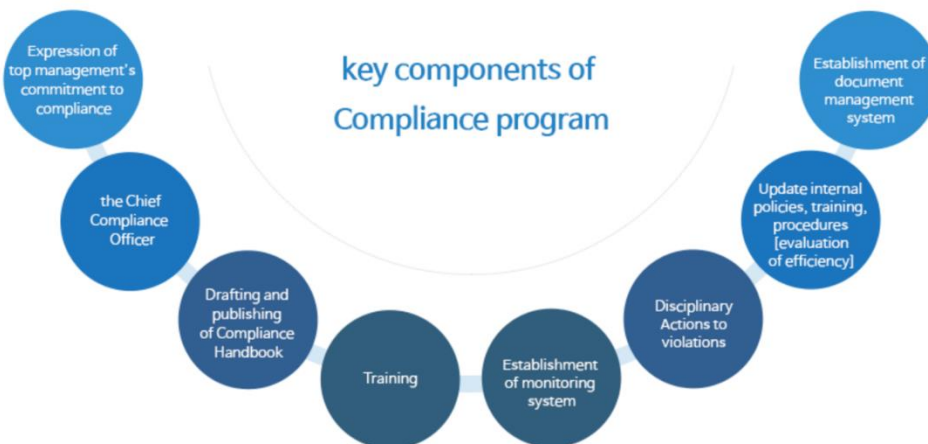 key components of
Compliance program
Expression of
top management's
commitment to
compliance
the Chief
Compliance
Officer
Drafting and
publishing
of Compliance
Handbook
Training
Establishment
of monitoring
system
Disciplinary
Actions to
violations
Update internal
policies, training,
procedures
[evaluation
of efficiency]
Establishment of
document
management
system